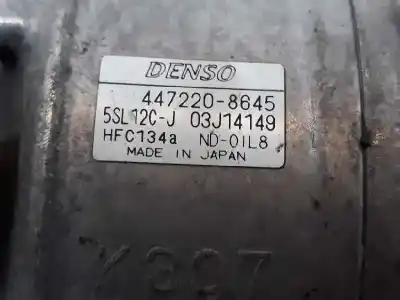 DENSO
447220-8645
5SL12C-J 03J14149
HFC134a ND-OIL8
MADE IN JAPAN